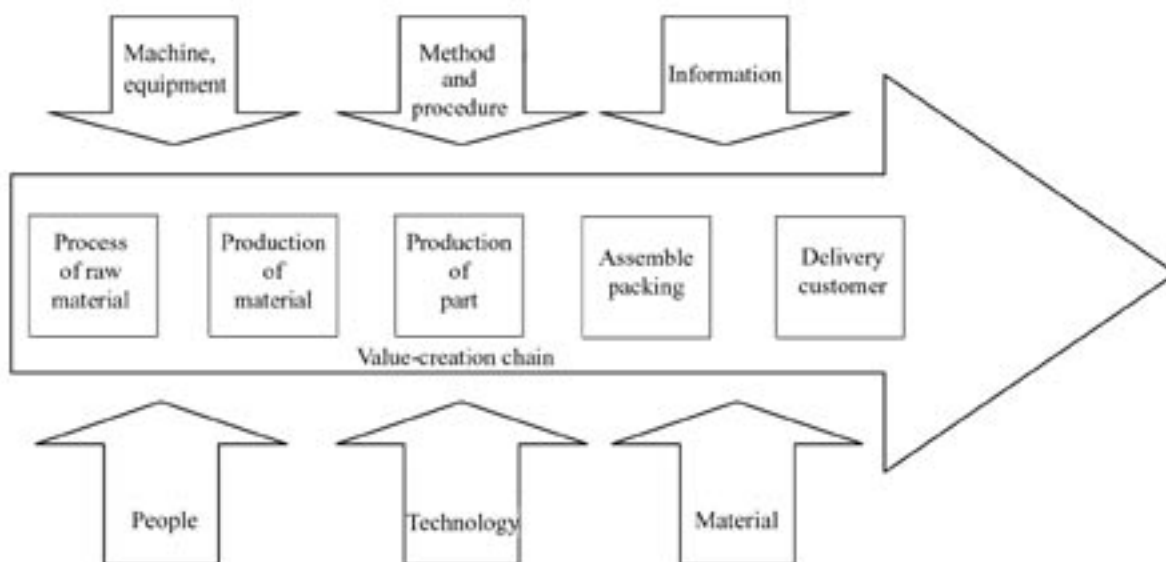 Machine,
equipment
Method
and
procedure
Information
Process
of raw
material
Production
of
material
Production
of
part
Assemble
packing
Delivery
customer
Value-creation chain
People
Technology
Material